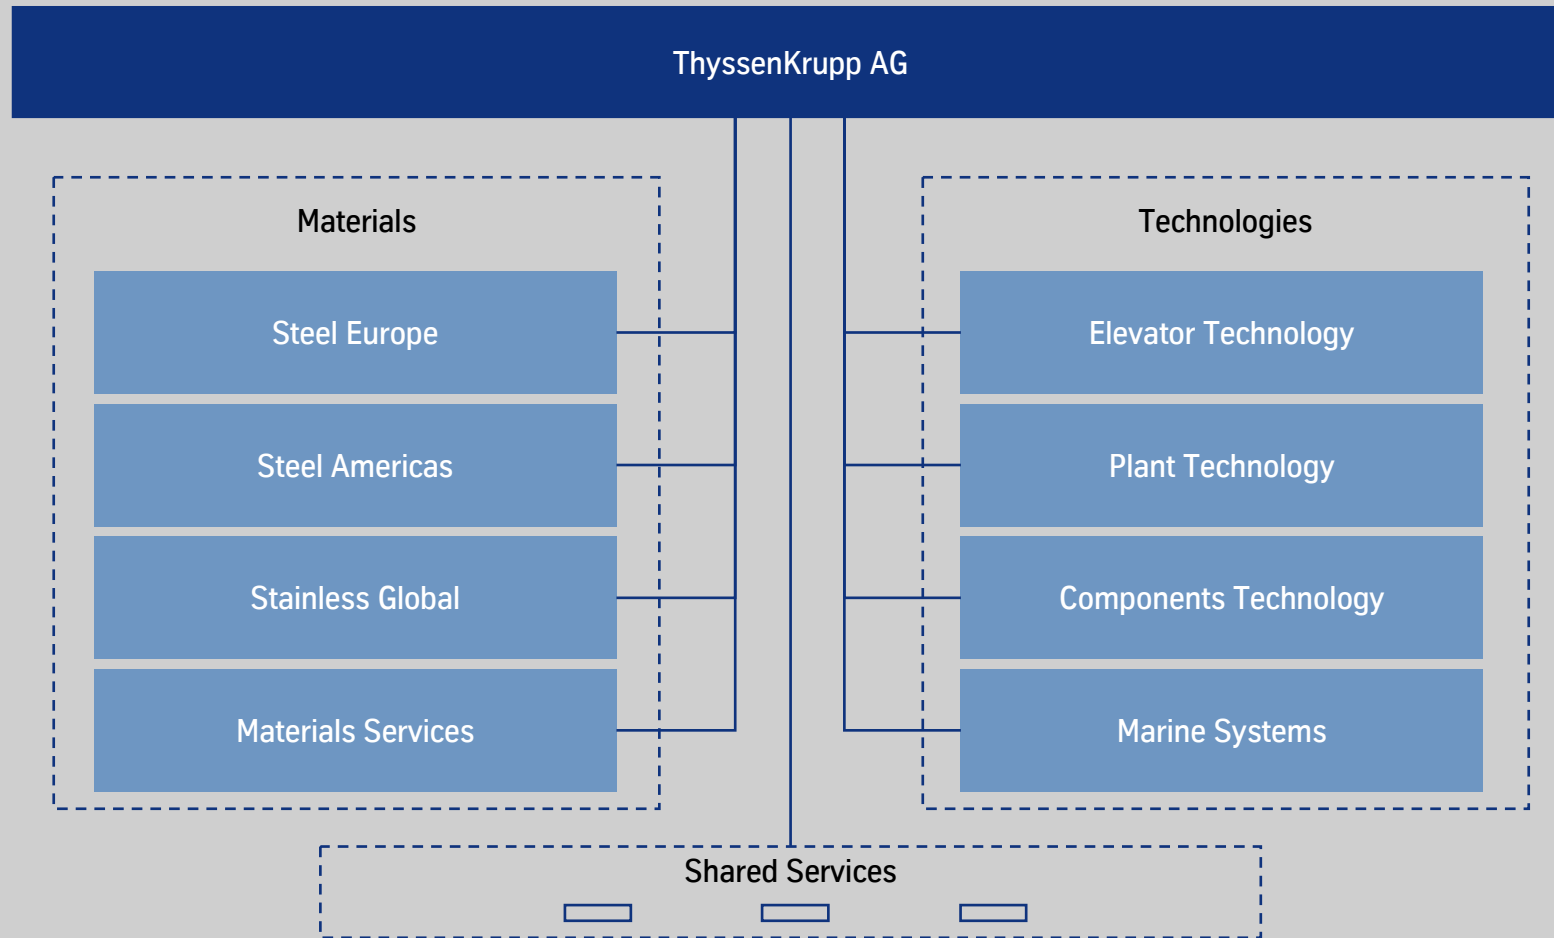 ThyssenKrupp AG
Materials
Steel Europe
Steel Americas
Stainless Global
Materials Services
Technologies
Elevator Technology
Plant Technology
Components Technology
Marine Systems
Shared Services